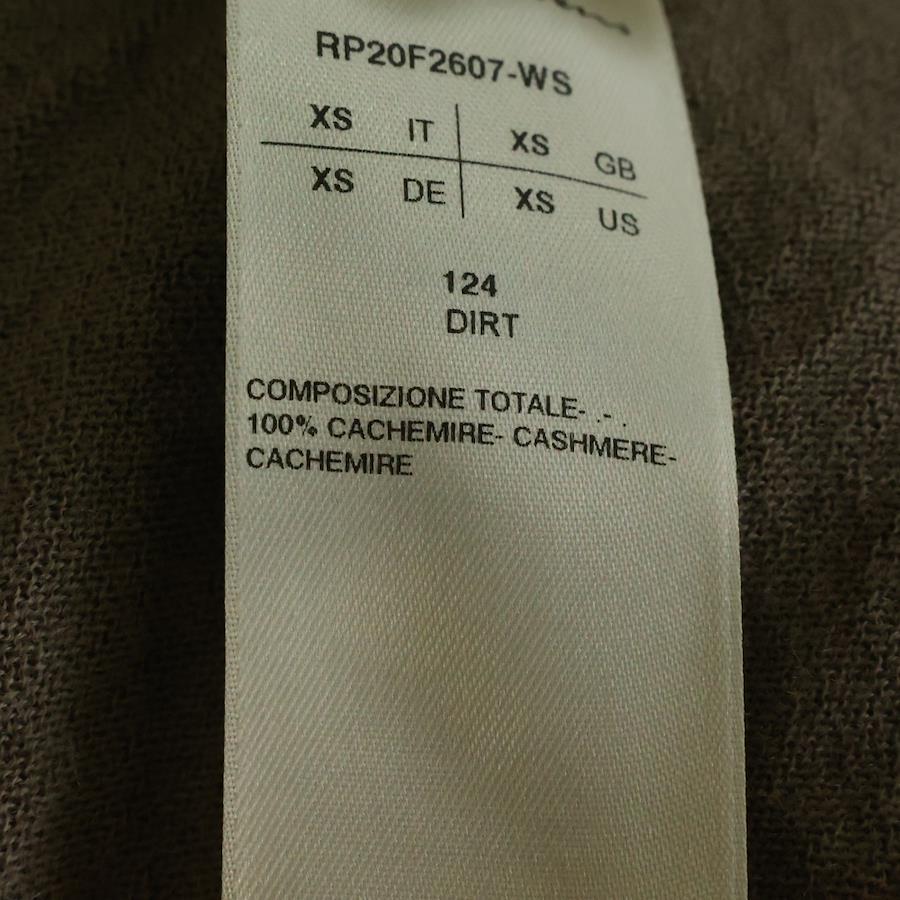 RP20F2607-WS
XS IT XS GB
XS DE XS US
124
DIRT
COMPOSIZIONE TOTALE- .-
100% CACHEMIRE- CASHMERE-
CACHEMIRE